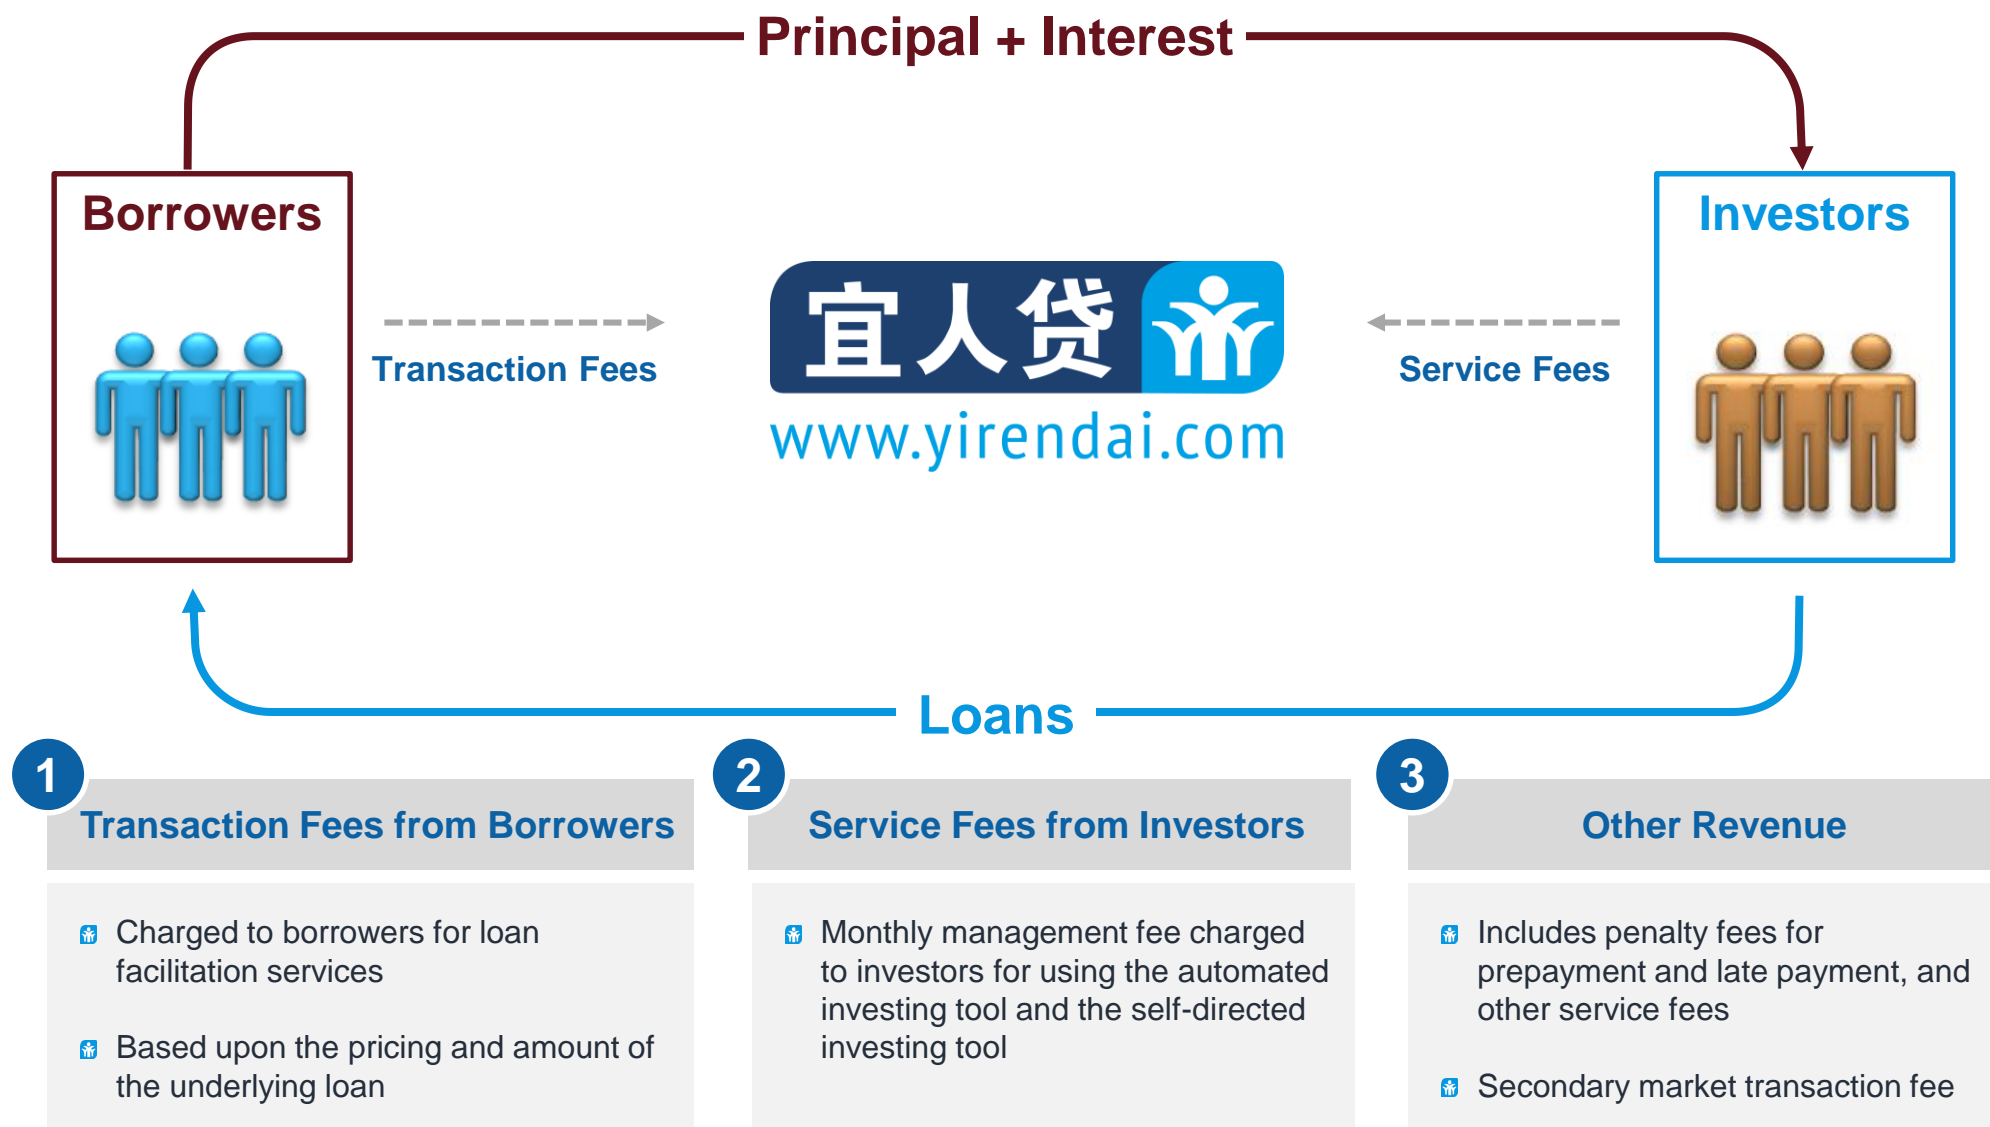 Principal + Interest
Borrowers
Investors
宜人贷
www.yirendai.com
Transaction Fees
Service Fees
Loans
1
Transaction Fees from Borrowers
Charged to borrowers for loan
facilitation services
Based upon the pricing and amount of
the underlying loan
2
Service Fees from Investors
Monthly management fee charged
to investors for using the automated
investing tool and the self-directed
investing tool
3
Other Revenue
Includes penalty fees for
prepayment and late payment, and
other service fees
Secondary market transaction fee